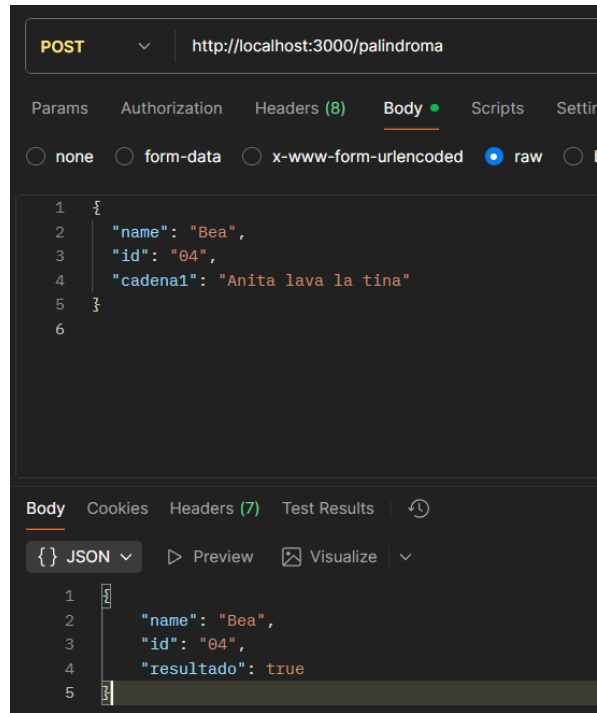 POST http://localhost:3000/palindroma
Params Authorization Headers (8) Body Scripts
none form-data x-www-form-urlencoded raw
1 {
2 "name": "Bea",
3 "id": "04",
4 "cadena1": "Anita lava la tina"
5 }
6
Body Cookies Headers (7) Test Results
{} JSON Preview Visualize
1 {
2 "name": "Bea",
3 "id": "04",
4 "resultado": true
5 }